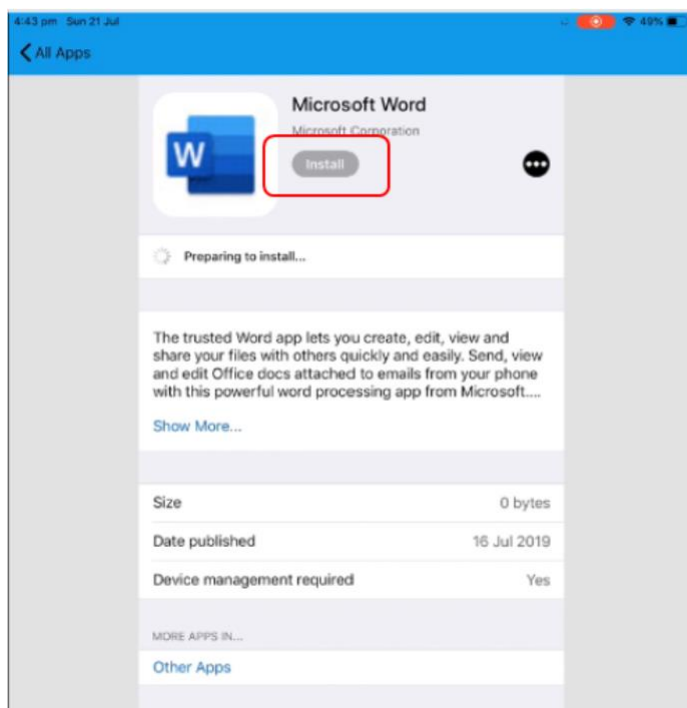 4:43 pm Sun 21 Jul
49%
All Apps
Microsoft Word
Microsoft Corporation
W
Install
Preparing to install...
The trusted Word app lets you create, edit, view and
share your files with others quickly and easily. Send, view
and edit Office docs attached to emails from your phone
with this powerful word processing app from Microsoft....
Show More...
Size 0 bytes
Date published 16 Jul 2019
Device management required Yes
MORE APPS IN...
Other Apps